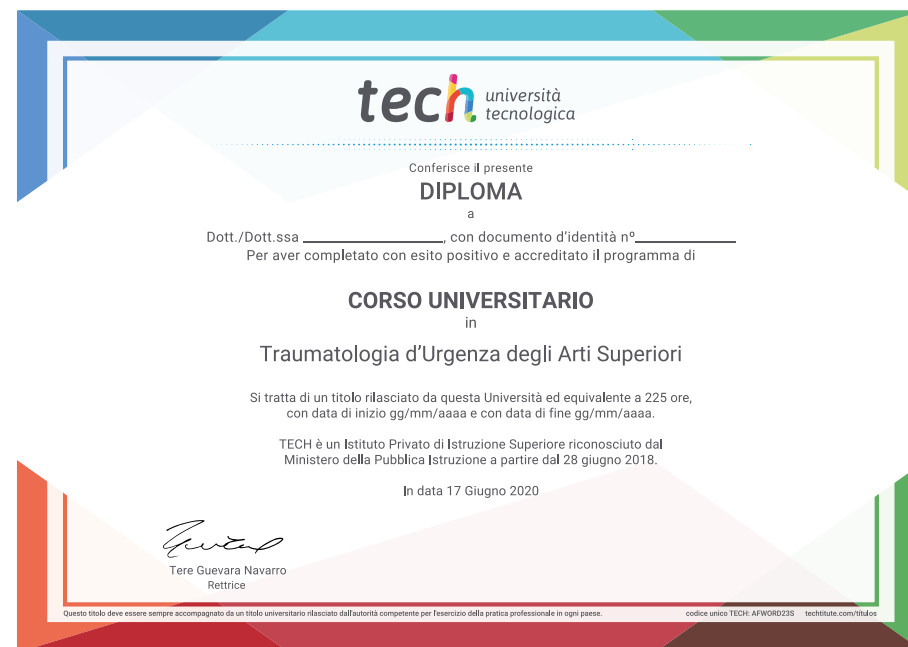 tech università
tecnologica
Conferisce il presente
DIPLOMA
a
Dott./Dott.ssa ____________, con documento d'identità nº____________
Per aver completato con esito positivo e accreditato il programma di
CORSO UNIVERSITARIO
in
Traumatologia d'Urgenza degli Arti Superiori
Si tratta di un titolo rilasciato da questa Università ed equivalente a 225 ore,
con data di inizio gg/mm/aaaa e con data di fine gg/mm/aaaa.
TECH è un Istituto Privato di Istruzione Superiore riconosciuto dal
Ministero della Pubblica Istruzione a partire dal 28 giugno 2018.
In data 17 Giugno 2020
Tere Guevara Navarro
Rettrice
Questo titolo deve essere sempre accompagnato da un titolo universitario rilasciato dall'autorità competente per l'esercizio della pratica professionale in ogni paese. codice unico TECH: AFWORD23S techtitute.com/titulos